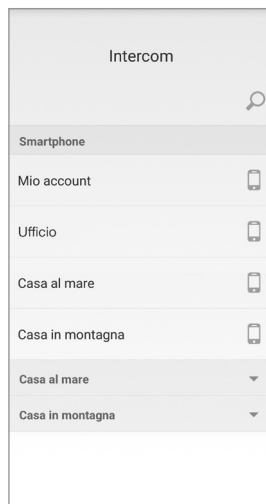 Intercom
Smartphone
Mio account
Ufficio
Casa al mare
Casa in montagna
Casa al mare
Casa in montagna